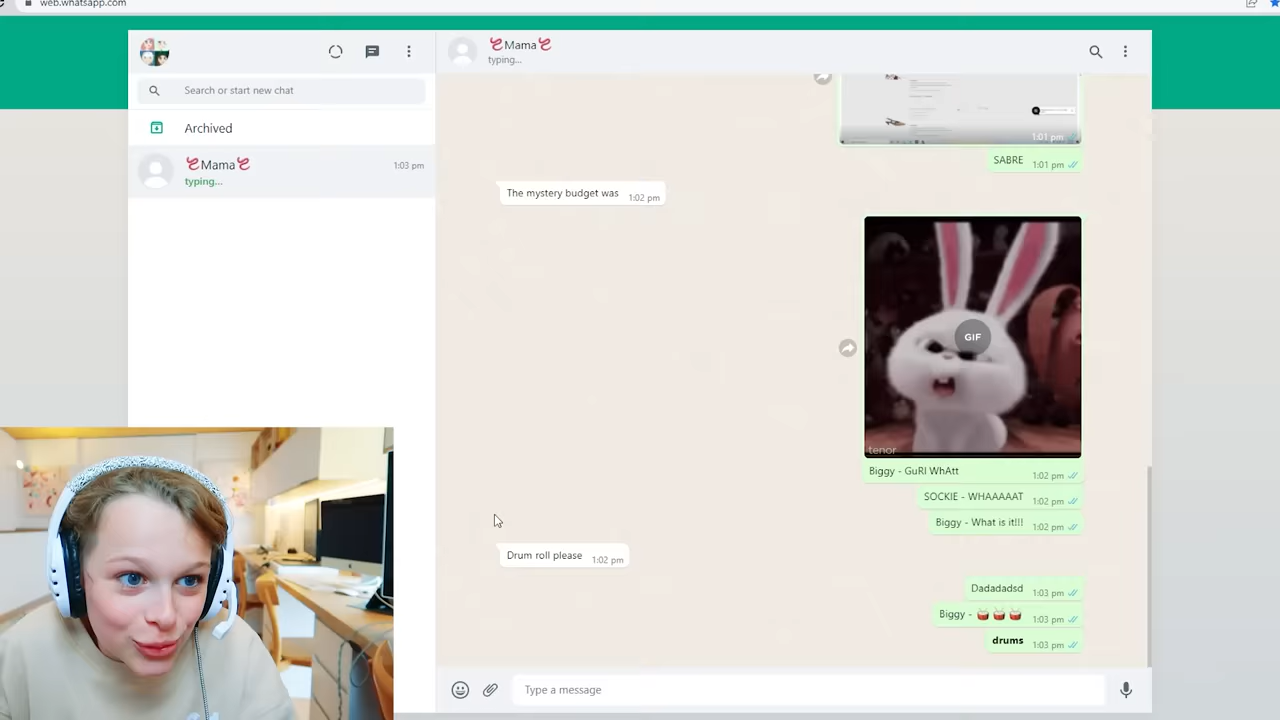 web.whatsapp.com
Mama
typing...
Search or start new chat
Archived
Mama
1:03 pm
typing...
1:01 pm
SABRE 1:01 pm
The mystery budget was 1:02 pm
GIF
tenor
Biggy - GuRl WhAtt 1:02 pm
SOCKIE - WHAAAAAT 1:02 pm
Biggy - What is it!!! 1:02 pm
Drum roll please 1:02 pm
Dadadadsd 1:03 pm
Biggy - 🥁🥁🥁 1:03 pm
drums 1:03 pm
Type a message